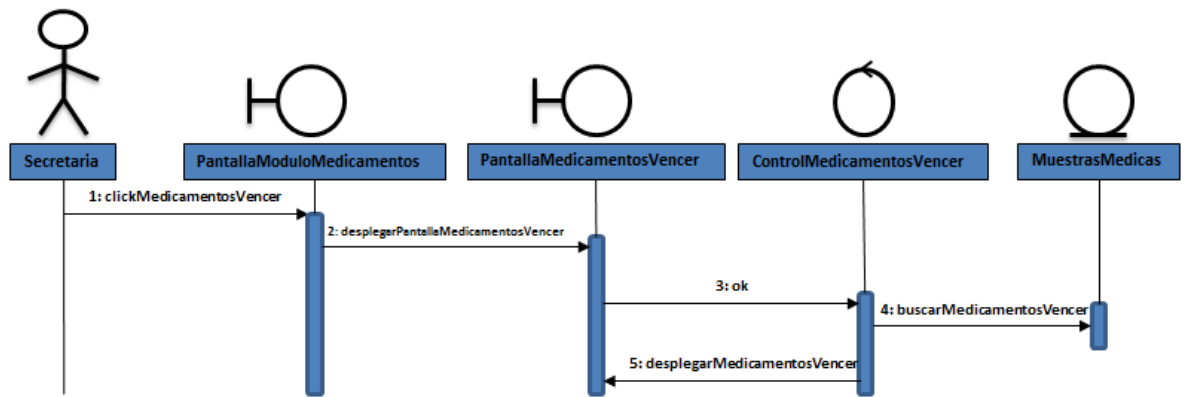 Secretaria
PantallaModuloMedicamentos
PantallaMedicamentosVencer
ControlMedicamentosVencer
MuestrasMedicas
1: clickMedicamentosVencer
2: desplegarPantallaMedicamentosVencer
3: ok
4: buscarMedicamentosVencer
5: desplegarMedicamentosVencer